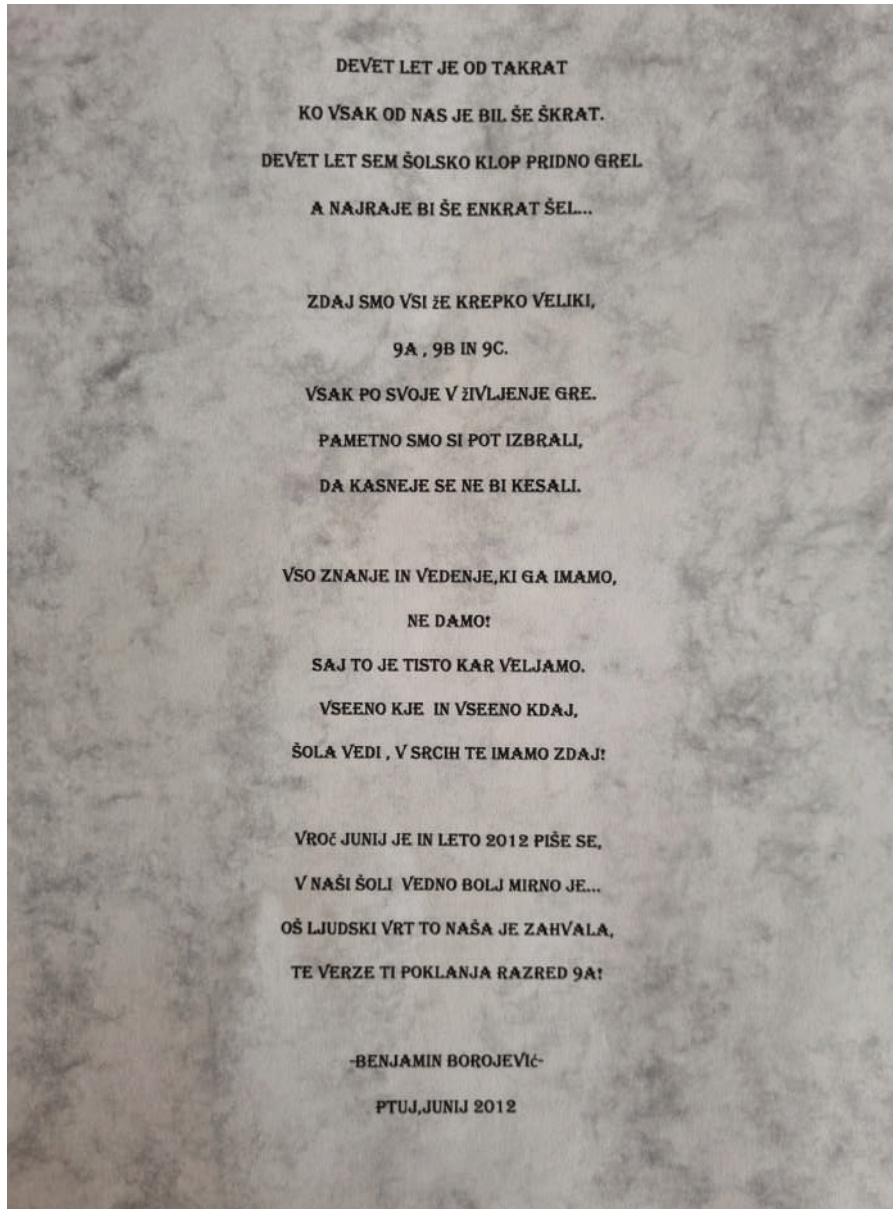 DEVET LET JE OD TAKRAT
KO VSAK OD NAS JE BIL ŠE ŠKRAT.
DEVET LET SEM ŠOLSKO KLOP PRIDNO GREL
A NAJRAJE BI ŠE ENKRAT ŠEL...
ZDAJ SMO VSI žE KREPKO VELIKI,
9A , 9B IN 9C.
VSAK PO SVOJE V žIVLJENJE GRE.
PAMETNO SMO SI POT IZBRALI,
DA KASNEJE SE NE BI KESALI.
VSO ZNANJE IN VEDENJE,KI GA IMAMO,
NE DAMO!
SAJ TO JE TISTO KAR VELJAMO.
VSEENO KJE IN VSEENO KDAJ,
ŠOLA VEDI , V SRCIH TE IMAMO ZDAJ!
VROč JUNIJ JE IN LETO 2012 PIŠE SE,
V NAŠI ŠOLI VEDNO BOLJ MIRNO JE...
OŠ LJUDSKI VRT TO NAŠA JE ZAHVALA,
TE VERZE TI POKLANJA RAZRED 9A!
-BENJAMIN BOROJEVIć-
PTUJ,JUNIJ 2012